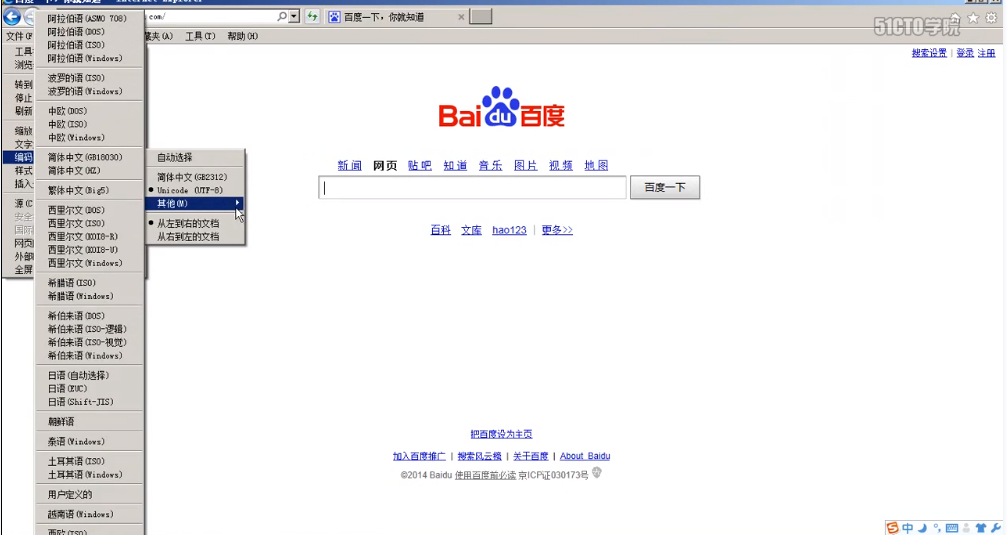 百度一下，你就知道 - Internet Explorer
.com/
百度一下，你就知道
51CTO学院
文件(F
藏夹(A) 工具(T) 帮助(H)
搜索设置 | 登录 注册
工具
浏览
转到
停止
刷新
缩放
文字
编码
样式
插入
源(C
安全
国际
网页
外部
全屏
阿拉伯语(ASMO 708)
阿拉伯语(DOS)
阿拉伯语(ISO)
阿拉伯语(Windows)
波罗的语(ISO)
波罗的语(Windows)
中欧(DOS)
中欧(ISO)
中欧(Windows)
简体中文(GB18030)
简体中文(HZ)
繁体中文(Big5)
西里尔文(DOS)
西里尔文(ISO)
西里尔文(KOI8-R)
西里尔文(KOI8-U)
西里尔文(Windows)
希腊语(ISO)
希腊语(Windows)
希伯来语(DOS)
希伯来语(ISO-逻辑)
希伯来语(ISO-视觉)
希伯来语(Windows)
日语(自动选择)
日语(EUC)
日语(Shift-JIS)
朝鲜语
泰语(Windows)
土耳其语(ISO)
土耳其语(Windows)
用户定义的
越南语(Windows)
西欧(ISO)
自动选择
简体中文(GB2312)
Unicode (UTF-8)
其他(M)
从左到右的文档
从右到左的文档
Bai du 百度
新闻 网页 贴吧 知道 音乐 图片 视频 地图
百度一下
百科 文库 hao123 | 更多>>
把百度设为主页
加入百度推广 | 搜索风云榜 | 关于百度 | About Baidu
©2014 Baidu 使用百度前必读 京ICP证030173号
中